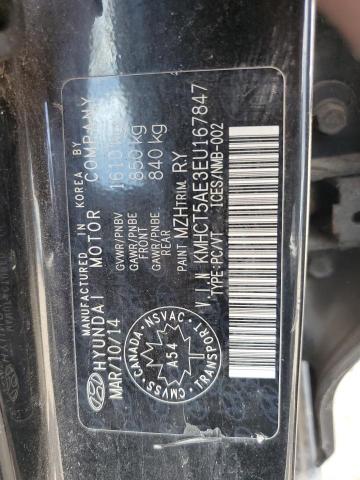 MANUFACTURED IN KOREA BY
HYUNDAI MOTOR COMPANY
MAR/10/14
GVWR/PNBV 1610 kg
GAWR/PNBE FRONT 850 kg
GAWR/PNBE REAR 840 kg
PAINT MZH TRIM RY
V.I.N KMHCT5AE3EU167847
TYPE:PC/VT ICES/NMB-002
CANADA NSVAC
A54
CMVSS TRANSPORT